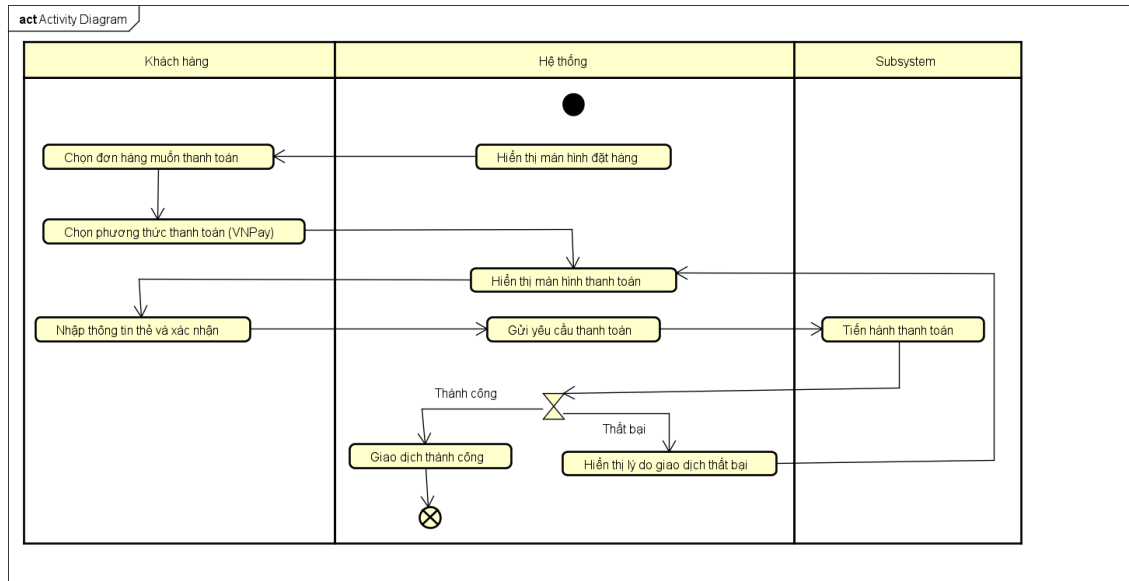 act Activity Diagram
Khách hàng
Hệ thống
Subsystem
Hiển thị màn hình đặt hàng
Chọn đơn hàng muốn thanh toán
Chọn phương thức thanh toán (VNPay)
Hiển thị màn hình thanh toán
Nhập thông tin thẻ và xác nhận
Gửi yêu cầu thanh toán
Tiến hành thanh toán
Thành công
Thất bại
Giao dịch thành công
Hiển thị lý do giao dịch thất bại